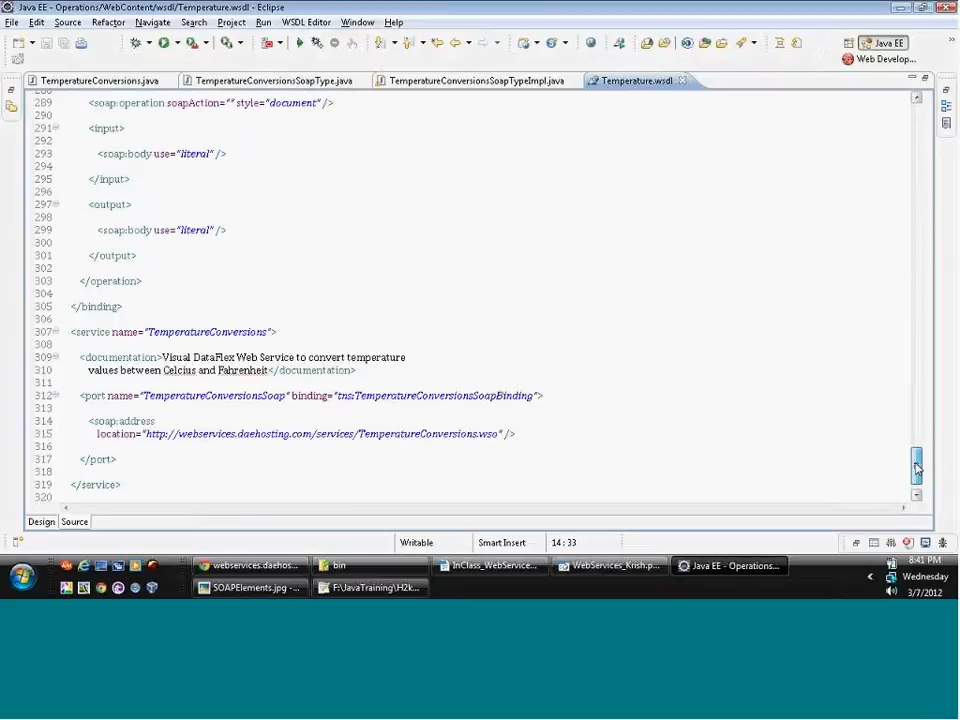 Java EE - Operations/WebContent/wsdl/Temperature.wsdl - Eclipse
File Edit Source Refactor Navigate Search Project Run WSDL Editor Window Help
Java EE
Web Develop...
TemperatureConversions.java TemperatureConversionsSoapType.java TemperatureConversionsSoapTypeImpl.java Temperature.wsdl
289 <soap:operation soapAction="" style="document"/>
290
291 <input>
292
293 <soap:body use="literal"/>
294
295 </input>
296
297 <output>
298
299 <soap:body use="literal"/>
300
301 </output>
302
303 </operation>
304
305 </binding>
306
307 <service name="TemperatureConversions">
308
309 <documentation>Visual DataFlex Web Service to convert temperature
310 values between Celcius and Fahrenheit</documentation>
311
312 <port name="TemperatureConversionsSoap" binding="tns:TemperatureConversionsSoapBinding">
313
314 <soap:address
315 location="http://webservices.daehosting.com/services/TemperatureConversions.wso"/>
316
317 </port>
318
319 </service>
320
Design Source
Writable Smart Insert 14 : 33
webservices.daehos... bin InClass_WebService... WebServices_Krish.p... Java EE - Operations... 8:41 PM
Wednesday
SOAPElements.jpg - ... F:\JavaTraining\H2k... 3/7/2012